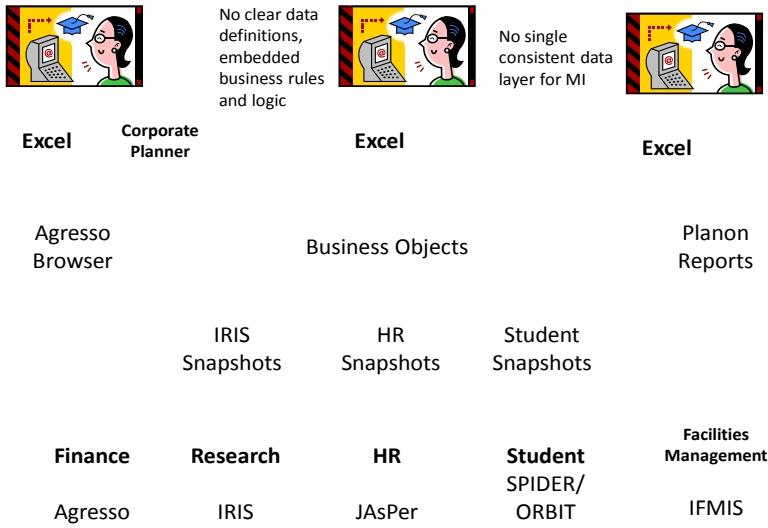 No clear data
definitions,
embedded
business rules
and logic
No single
consistent data
layer for MI
@
@
@
Excel
Corporate
Planner
Excel
Excel
Agresso
Browser
Business Objects
Planon
Reports
IRIS
Snapshots
HR
Snapshots
Student
Snapshots
Finance
Research
HR
Student
SPIDER/
ORBIT
Facilities
Management
Agresso
IRIS
JAsPer
IFMIS